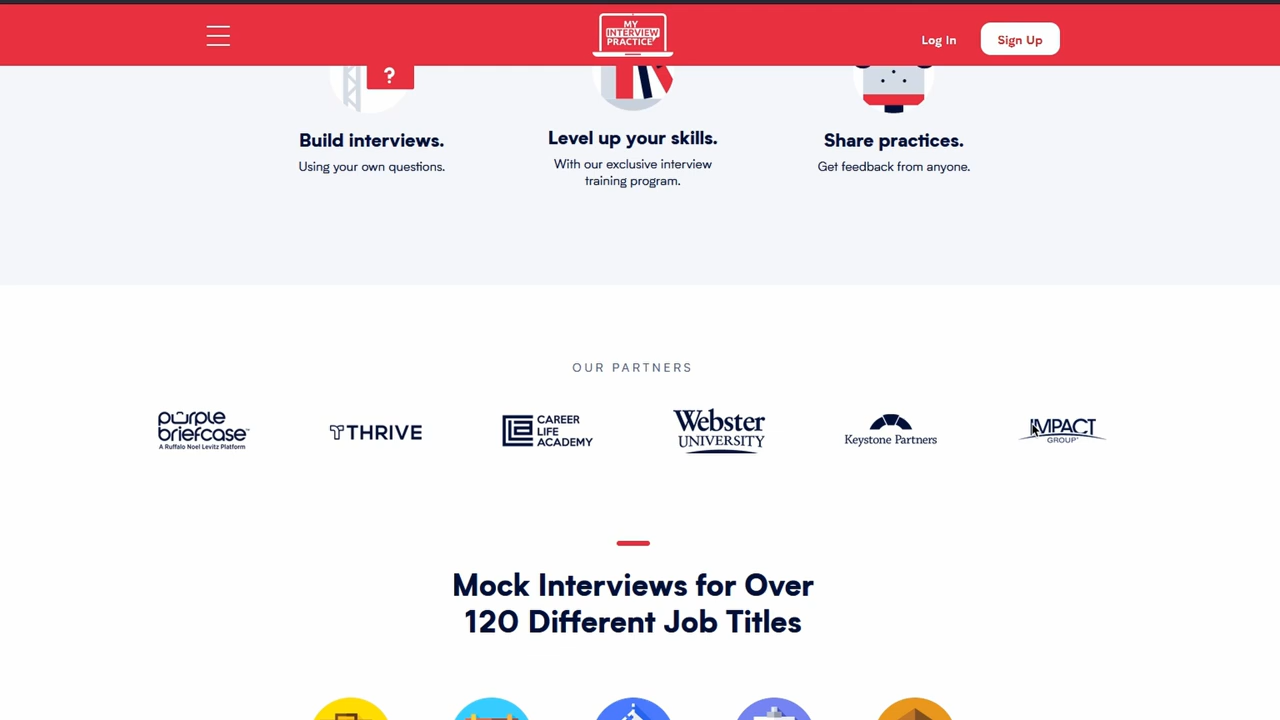 MY
INTERVIEW
PRACTICE
Log In
Sign Up
?
Build interviews.
Using your own questions.
Level up your skills.
With our exclusive interview
training program.
Share practices.
Get feedback from anyone.
OUR PARTNERS
purple
briefcase™
A Ruffalo Noel Levitz Platform
THRIVE
CAREER
LIFE
ACADEMY
Webster
UNIVERSITY
Keystone Partners
IMPACT
GROUP
Mock Interviews for Over
120 Different Job Titles